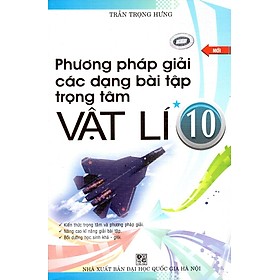 TRẦN TRỌNG HƯNG
MỚI
Phương pháp giải
các dạng bài tập
trọng tâm
VẬT LÍ 10
Kiến thức trọng tâm và phương pháp giải.
Nâng cao kĩ năng giải bài tập.
Bồi dưỡng học sinh khá - giỏi.
NHÀ XUẤT BẢN ĐẠI HỌC QUỐC GIA HÀ NỘI